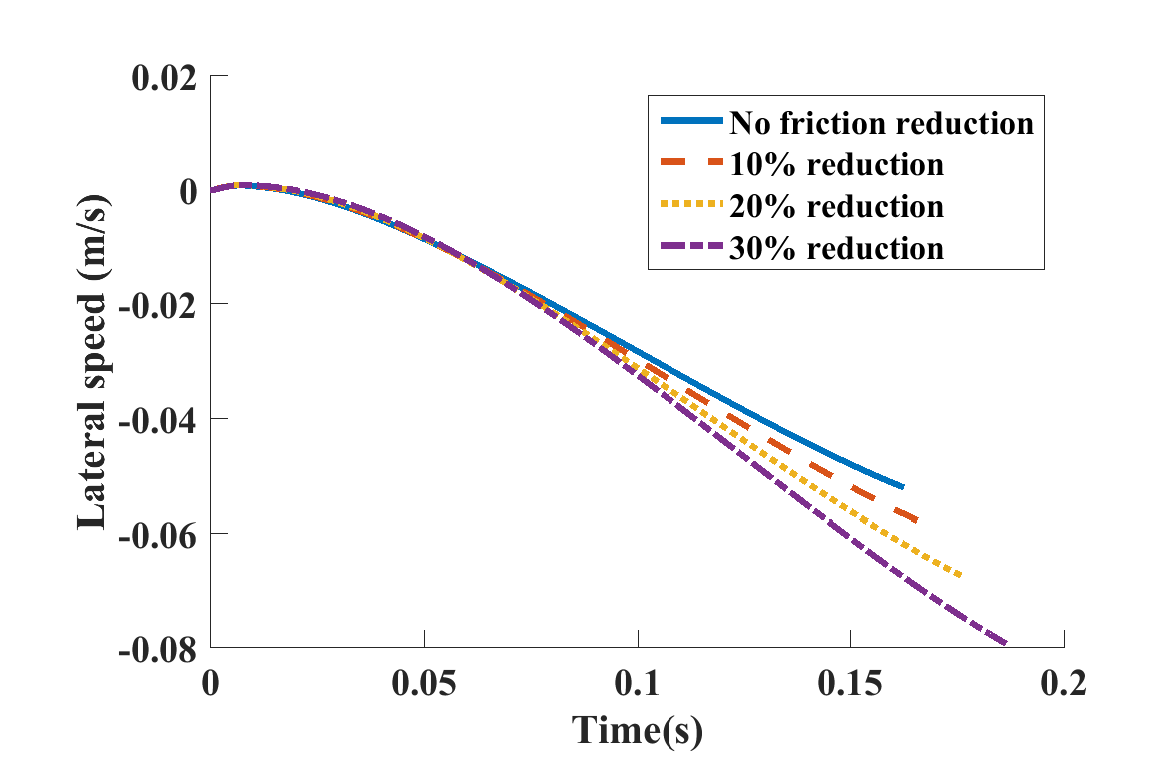 0.02
0
-0.02
-0.04
-0.06
-0.08
Lateral speed (m/s)
No friction reduction
10% reduction
20% reduction
30% reduction
0
0.05
0.1
0.15
0.2
Time(s)